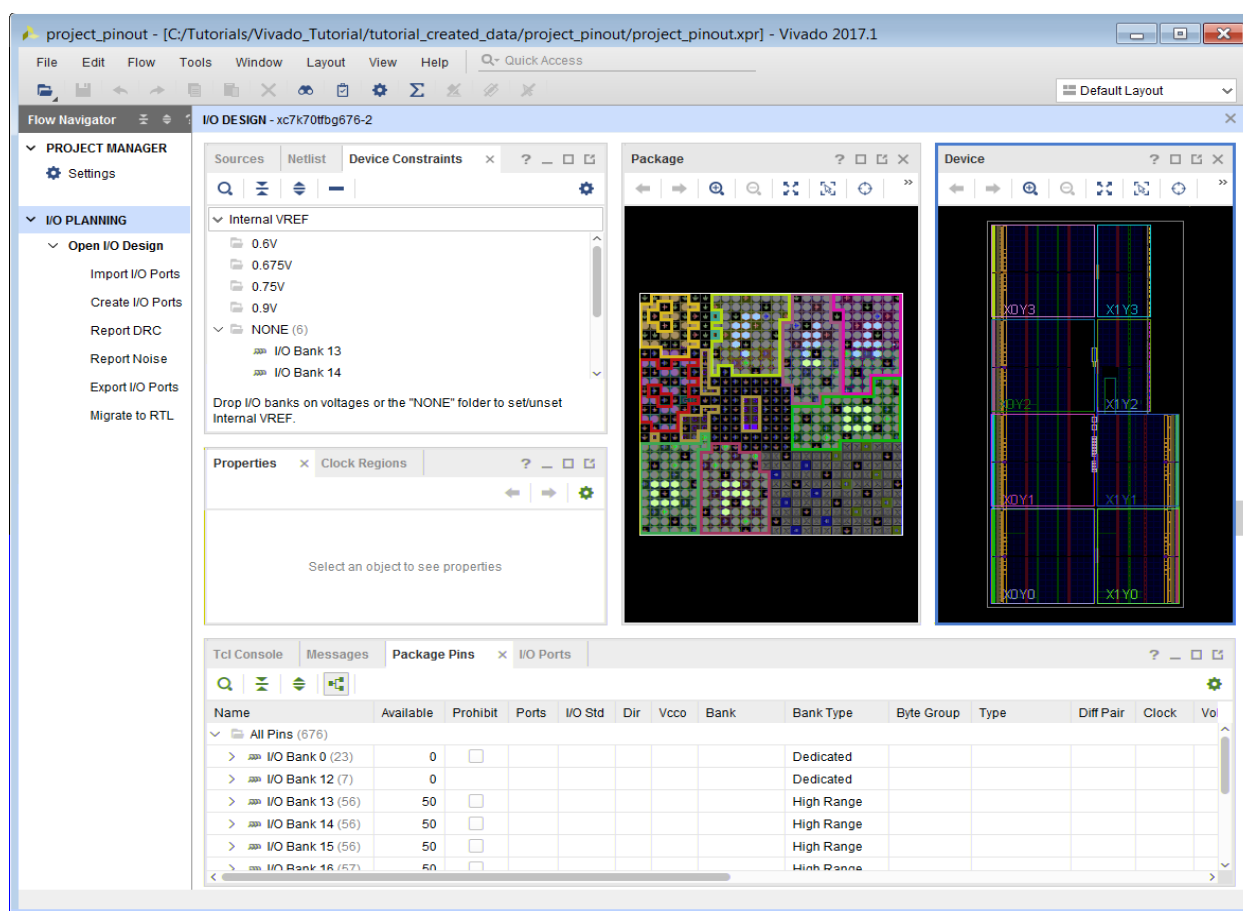 project_pinout - [C:/Tutorials/Vivado_Tutorial/tutorial_created_data/project_pinout/project_pinout.xpr] - Vivado 2017.1
File Edit Flow Tools Window Layout View Help Quick Access
Default Layout
Flow Navigator
I/O DESIGN - xc7k70tfbg676-2
PROJECT MANAGER
Settings
I/O PLANNING
Open I/O Design
Import I/O Ports
Create I/O Ports
Report DRC
Report Noise
Export I/O Ports
Migrate to RTL
Sources Netlist Device Constraints
Internal VREF
0.6V
0.675V
0.75V
0.9V
NONE (6)
I/O Bank 13
I/O Bank 14
Drop I/O banks on voltages or the "NONE" folder to set/unset
Internal VREF.
Properties Clock Regions
Select an object to see properties
Package
Device
X0Y3 X1Y3
X0Y2 X1Y2
X0Y1 X1Y1
X0Y0 X1Y0
Tcl Console Messages Package Pins I/O Ports
Name Available Prohibit Ports I/O Std Dir Vcco Bank Bank Type Byte Group Type Diff Pair Clock Vol
All Pins (676)
I/O Bank 0 (23) 0 Dedicated
I/O Bank 12 (7) 0 Dedicated
I/O Bank 13 (56) 50 High Range
I/O Bank 14 (56) 50 High Range
I/O Bank 15 (56) 50 High Range
I/O Bank 16 (57) 50 High Range